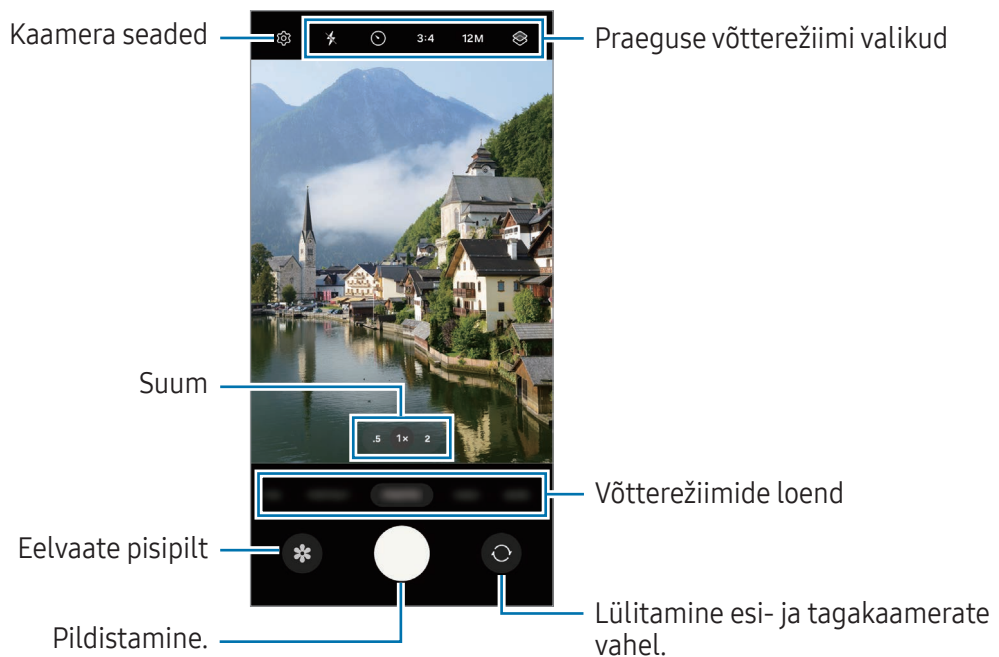 Kaamera seaded
3:4
12M
Praeguse võtterežiimi valikud
Suum
.5
1×
2
Võtterežiimide loend
Eelvaate pisipilt
Pildistamine.
Lülitamine esi- ja tagakaamerate
vahel.